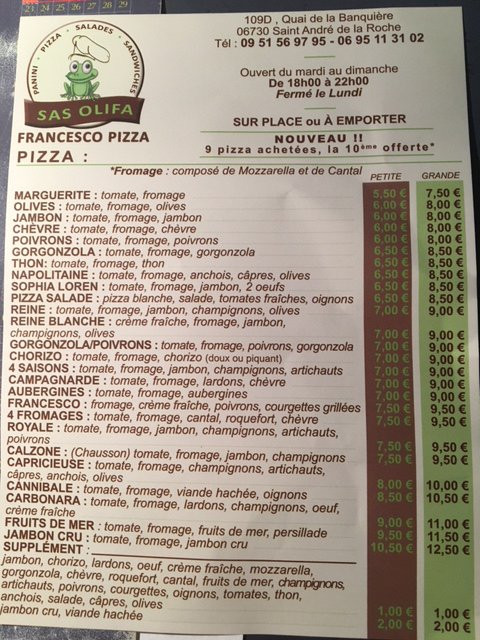 23 24 25 26 27 28 29
PANINI · PIZZA · SALADES · SANDWICHES
SAS OLIFA
FRANCESCO PIZZA
109D , Quai de la Banquière
06730 Saint André de la Roche
Tél : 09 51 56 97 95 - 06 95 11 31 02
Ouvert du mardi au dimanche
De 18h00 à 22h00
Fermé le Lundi
SUR PLACE ou À EMPORTER
NOUVEAU !!
9 pizza achetées, la 10ème offerte*
PIZZA :
*Fromage : composé de Mozzarella et de Cantal
PETITE GRANDE
MARGUERITE : tomate, fromage 5,50 € 7,50 €
OLIVES : tomate, fromage, olives 6,00 € 8,00 €
JAMBON : tomate, fromage, jambon 6,00 € 8,00 €
CHÈVRE : tomate, fromage, chèvre 6,00 € 8,00 €
POIVRONS : tomate, fromage, poivrons 6,00 € 8,00 €
GORGONZOLA : tomate, fromage, gorgonzola 6,50 € 8,50 €
THON: tomate, fromage, thon 6,50 € 8,50 €
NAPOLITAINE : tomate, fromage, anchois, câpres, olives 6,50 € 8,50 €
SOPHIA LOREN : tomate, fromage, jambon, 2 oeufs 6,50 € 8,50 €
PIZZA SALADE : pizza blanche, salade, tomates fraîches, oignons 6,50 € 8,50 €
REINE : tomate, fromage, jambon, champignons, olives 7,00 € 9,00 €
REINE BLANCHE : crème fraîche, fromage, jambon,
champignons, olives 7,00 € 9,00 €
GORGONZOLA/POIVRONS : tomate, fromage, poivrons, gorgonzola 7,00 € 9,00 €
CHORIZO : tomate, fromage, chorizo (doux ou piquant) 7,00 € 9,00 €
4 SAISONS : tomate, jambon, champignons, artichauts 7,00 € 9,00 €
CAMPAGNARDE : tomate, fromage, lardons, chèvre 7,00 € 9,00 €
AUBERGINES : tomate, fromage, aubergines 7,00 € 9,00 €
FRANCESCO : fromage, crème fraîche, poivrons, courgettes grillées 7,50 € 9,50 €
4 FROMAGES : tomate, fromage, cantal, roquefort, chèvre 7,50 € 9,50 €
ROYALE : tomate, fromage, jambon, champignons, artichauts,
poivrons 7,50 € 9,50 €
CALZONE : (Chausson) tomate, fromage, jambon, champignons 7,50 € 9,50 €
CAPRICIEUSE : tomate, fromage, champignons, artichauts,
câpres, anchois, olives 8,00 € 10,00 €
CANNIBALE : tomate, fromage, viande hachée, oignons 8,50 € 10,50 €
CARBONARA : tomate, fromage, lardons, champignons, oeuf,
crème fraîche 9,00 € 11,00 €
FRUITS DE MER : tomate, fromage, fruits de mer, persillade 9,50 € 11,50 €
JAMBON CRU : tomate, fromage, jambon cru 10,50 € 12,50 €
SUPPLÉMENT :
jambon, chorizo, lardons, oeuf, crème fraîche, mozzarella,
gorgonzola, chèvre, roquefort, cantal, fruits de mer, champignons,
artichauts, poivrons, courgettes, oignons, tomates, thon,
anchois, salade, câpres, olives 1,00 € 1,00 €
jambon cru, viande hachée 2,00 € 2,00 €